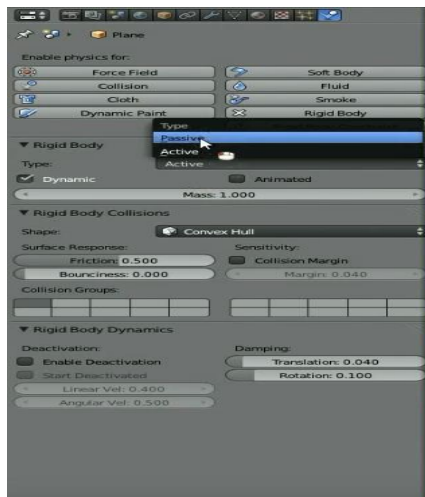 Plane
Enable physics for:
Force Field Soft Body
Collision Fluid
Cloth Smoke
Dynamic Paint Rigid Body
Type
Passive
Active
Rigid Body
Type: Active
Dynamic Animated
Mass: 1.000
Rigid Body Collisions
Shape: Convex Hull
Surface Response: Sensitivity:
Friction: 0.500 Collision Margin
Bounciness: 0.000 Margin: 0.040
Collision Groups:
Rigid Body Dynamics
Deactivation: Damping:
Enable Deactivation Translation: 0.040
Start Deactivated Rotation: 0.100
Linear Vel: 0.400
Angular Vel: 0.500